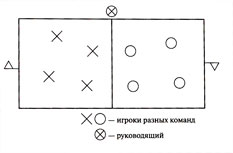 — игроки разных команд
— руководящий